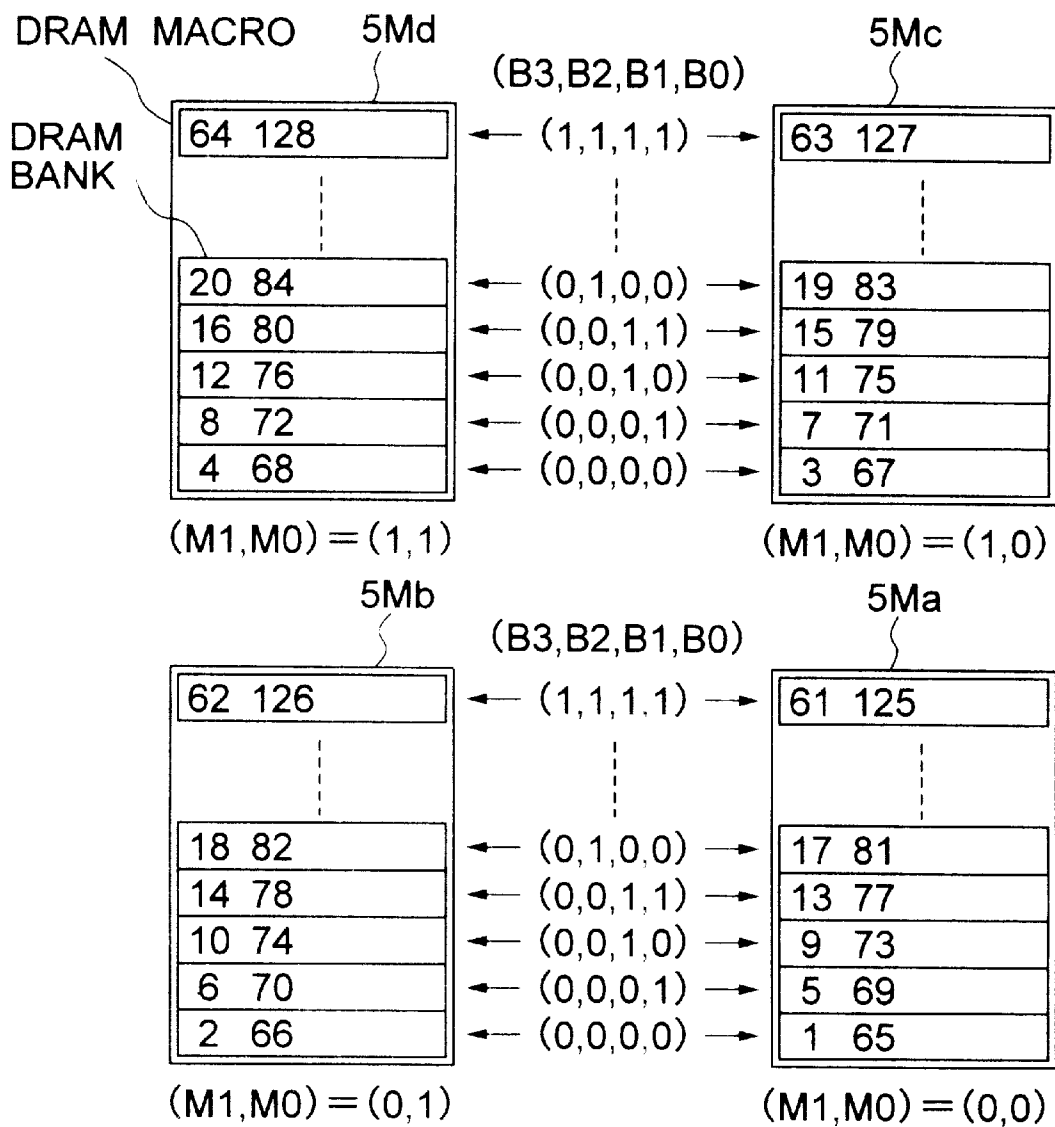 DRAM MACRO 5Md 5Mc
(B3,B2,B1,B0)
64 128 (1,1,1,1) 63 127
DRAM
BANK
20 84 (0,1,0,0) 19 83
16 80 (0,0,1,1) 15 79
12 76 (0,0,1,0) 11 75
8 72 (0,0,0,1) 7 71
4 68 (0,0,0,0) 3 67
(M1,M0)=(1,1) (M1,M0)=(1,0)
5Mb 5Ma
(B3,B2,B1,B0)
62 126 (1,1,1,1) 61 125
18 82 (0,1,0,0) 17 81
14 78 (0,0,1,1) 13 77
10 74 (0,0,1,0) 9 73
6 70 (0,0,0,1) 5 69
2 66 (0,0,0,0) 1 65
(M1,M0)=(0,1) (M1,M0)=(0,0)